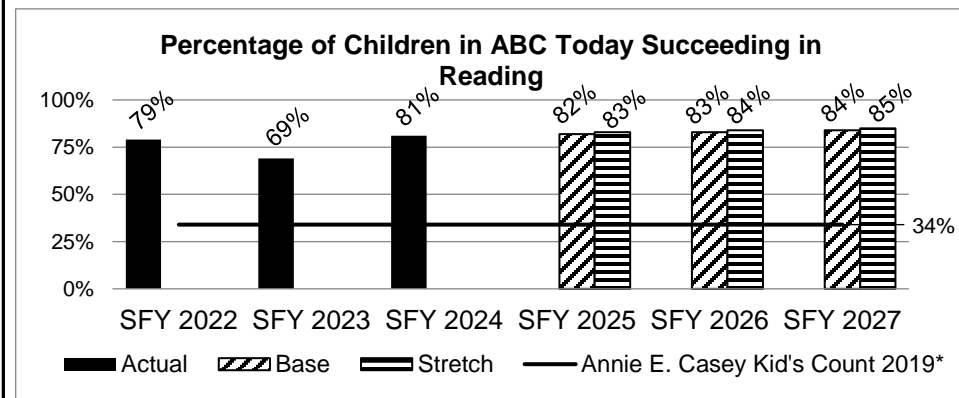 Percentage of Children in ABC Today Succeeding in
Reading
100%
75%
50%
25%
0%
79%
69%
81%
82%
83%
83%
84%
84%
85%
34%
SFY 2022
SFY 2023
SFY 2024
SFY 2025
SFY 2026
SFY 2027
Actual
Base
Stretch
Annie E. Casey Kid's Count 2019*